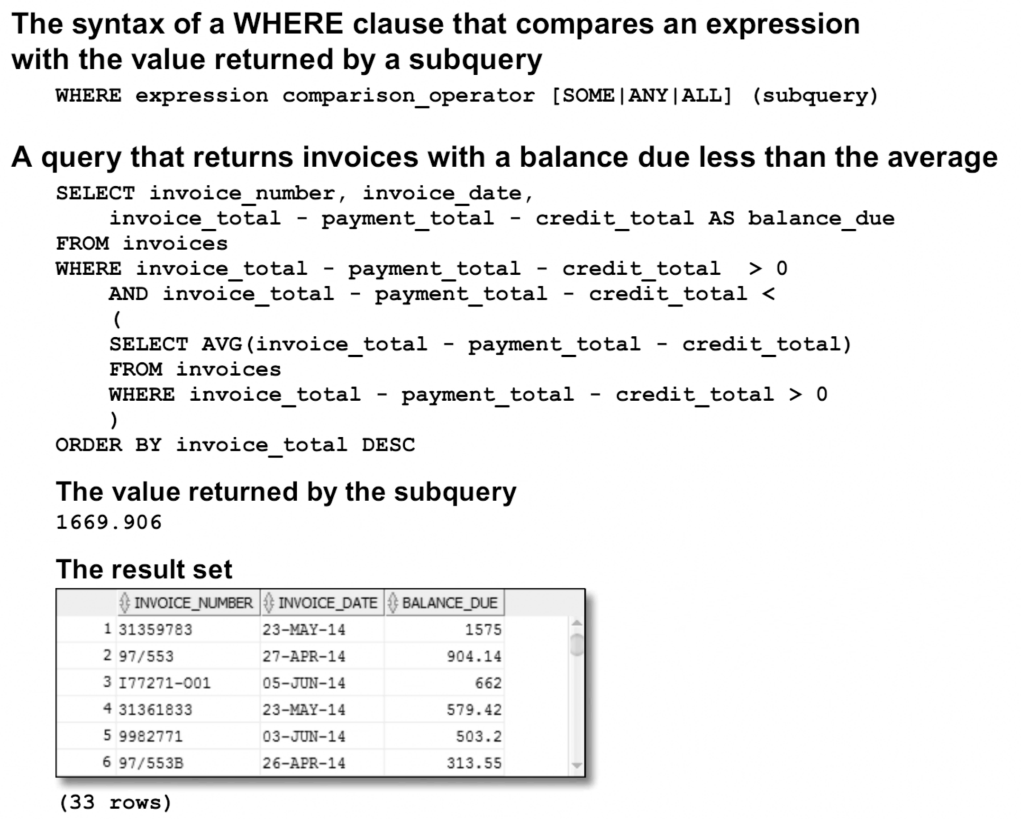 The syntax of a WHERE clause that compares an expression
with the value returned by a subquery
WHERE expression comparison_operator [SOME|ANY|ALL] (subquery)
A query that returns invoices with a balance due less than the average
SELECT invoice_number, invoice_date,
invoice_total - payment_total - credit_total AS balance_due
FROM invoices
WHERE invoice_total - payment_total - credit_total > 0
AND invoice_total - payment_total - credit_total <
(
SELECT AVG(invoice_total - payment_total - credit_total)
FROM invoices
WHERE invoice_total - payment_total - credit_total > 0
)
ORDER BY invoice_total DESC
The value returned by the subquery
1669.906
The result set
INVOICE_NUMBER INVOICE_DATE BALANCE_DUE
1 31359783 23-MAY-14 1575
2 97/553 27-APR-14 904.14
3 I77271-001 05-JUN-14 662
4 31361833 23-MAY-14 579.42
5 9982771 03-JUN-14 503.2
6 97/553B 26-APR-14 313.55
(33 rows)